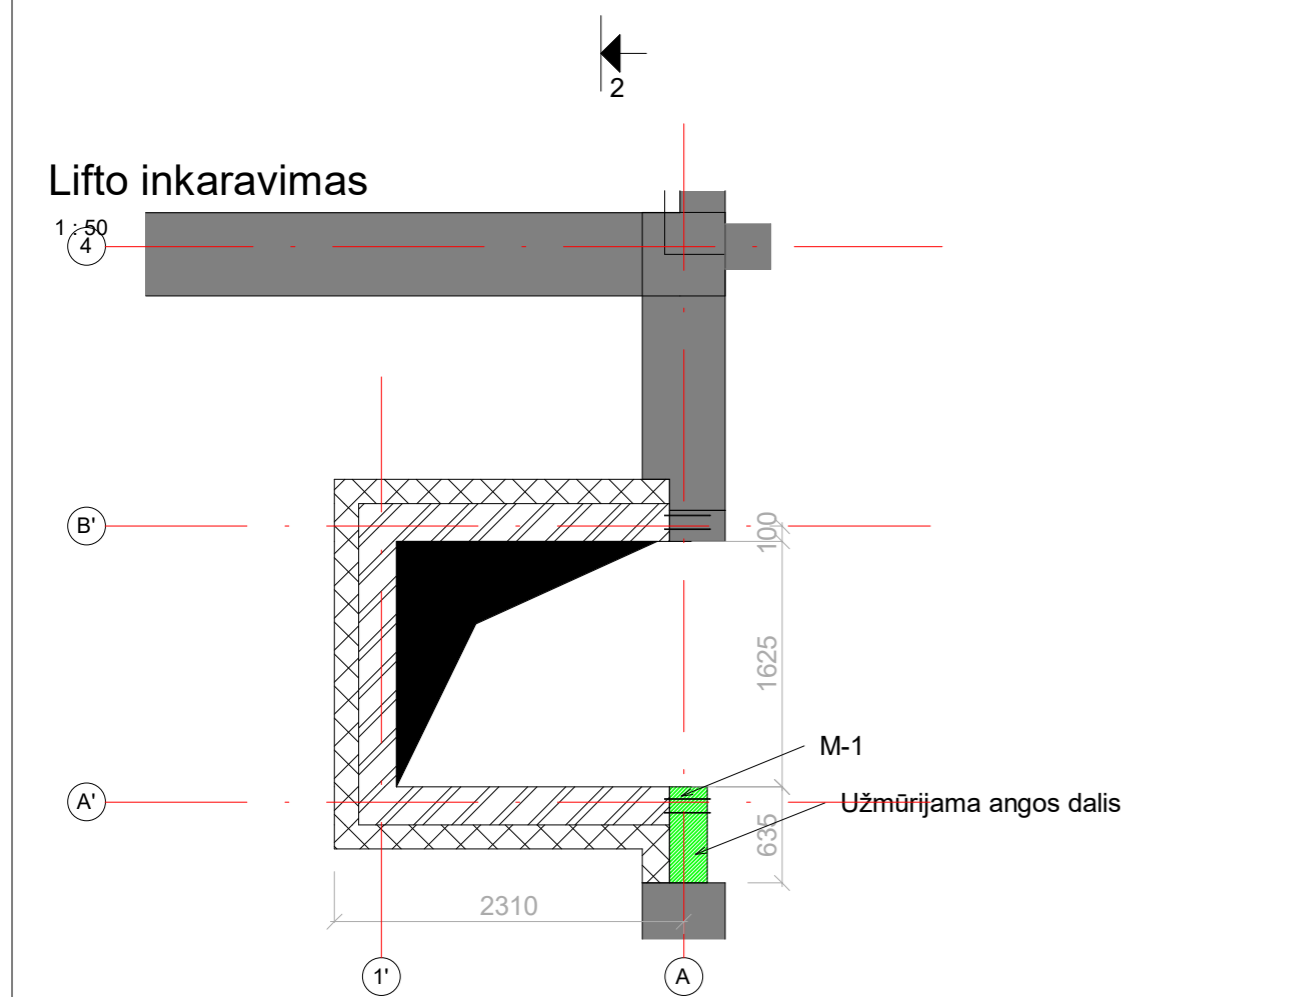 2
Lifto inkaravimas
1 : 50
4
B'
100
1625
M-1
A'
Užmūrijama angos dalis
635
2310
1'
A